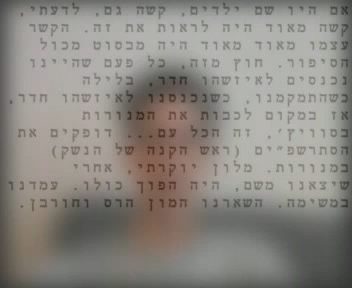 אם היו שם ילדים, קשה גם, לדעתי,
קשה מאוד היה לראות את זה. הקשר
עצמו מאוד מאוד היה מבסוט מכול
הסיפור. חוץ מזה, כל פעם שהיינו
נכנסים לאיזשהו חדר, בלילה
כשהתמקמנו, כשנכנסנו לאיזשהו חדר,
אז במקום לכבות את המנורות
בסוויץ', זה הכל עם... דופקים את
הסתרשפ״ים (ראש הקנה של הנשק)
במנורות. מלון יוקרתי, אחרי
שיצאנו משם, היה הפוך כולו. עמדנו
במשימה. השארנו המון הרס וחורבן.